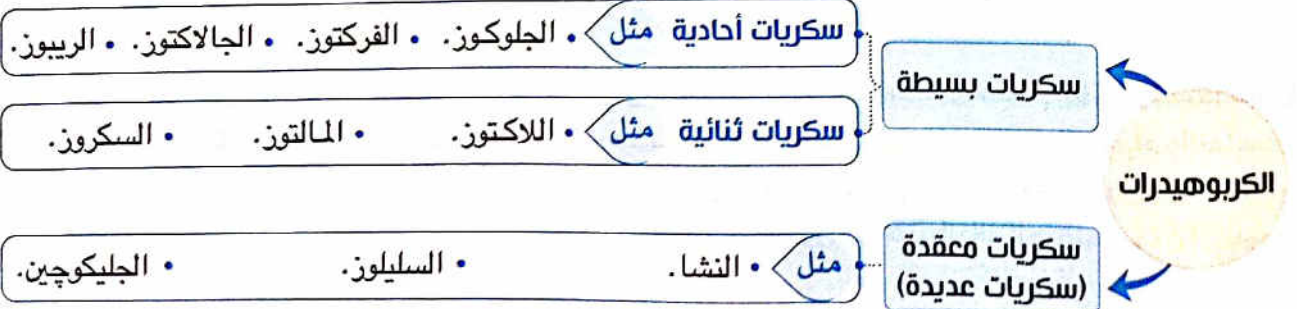 الكربوهيدرات
سكريات بسيطة
سكريات أحادية مثل • الجلوكوز. • الفركتوز. • الجالاكتوز. • الريبوز.
سكريات ثنائية مثل • اللاكتوز. • المالتوز. • السكروز.
سكريات معقدة
(سكريات عديدة)
مثل • النشا. • السليلوز. • الجليكوچين.